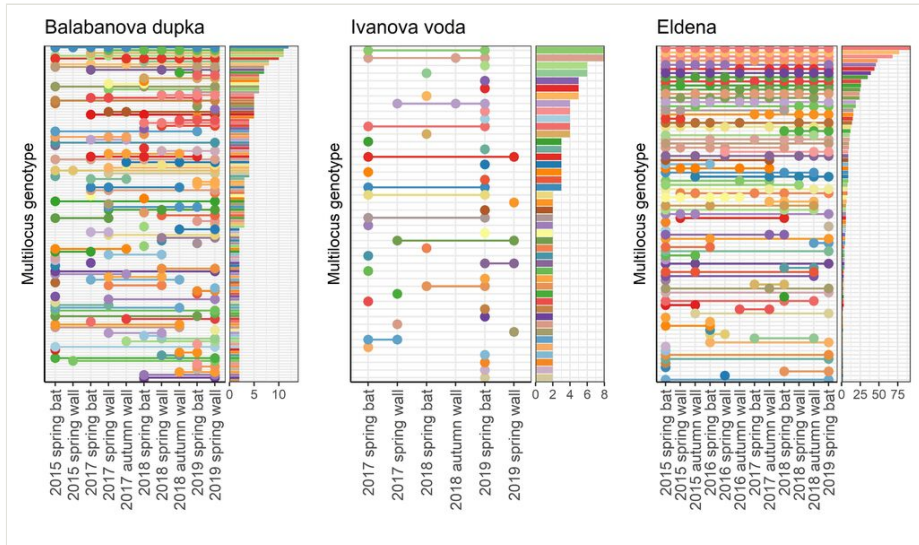 Balabanova dupka
Ivanova voda
Eldena
Multilocus genotype
Multilocus genotype
Multilocus genotype
2015 spring bat
2015 spring wall
2017 spring bat
2017 spring wall
2017 autumn wall
2018 spring bat
2018 spring wall
2018 autumn wall
2019 spring bat
2019 spring wall
0 5 10
2017 spring bat
2017 spring wall
2018 spring bat
2018 autumn wall
2019 spring bat
2019 spring wall
0 2 4 6 8
2015 spring bat
2015 spring wall
2015 autumn wall
2016 spring bat
2016 spring wall
2016 autumn wall
2017 spring bat
2017 autumn wall
2018 spring bat
2018 spring wall
2018 autumn wall
2019 spring bat
0 25 50 75